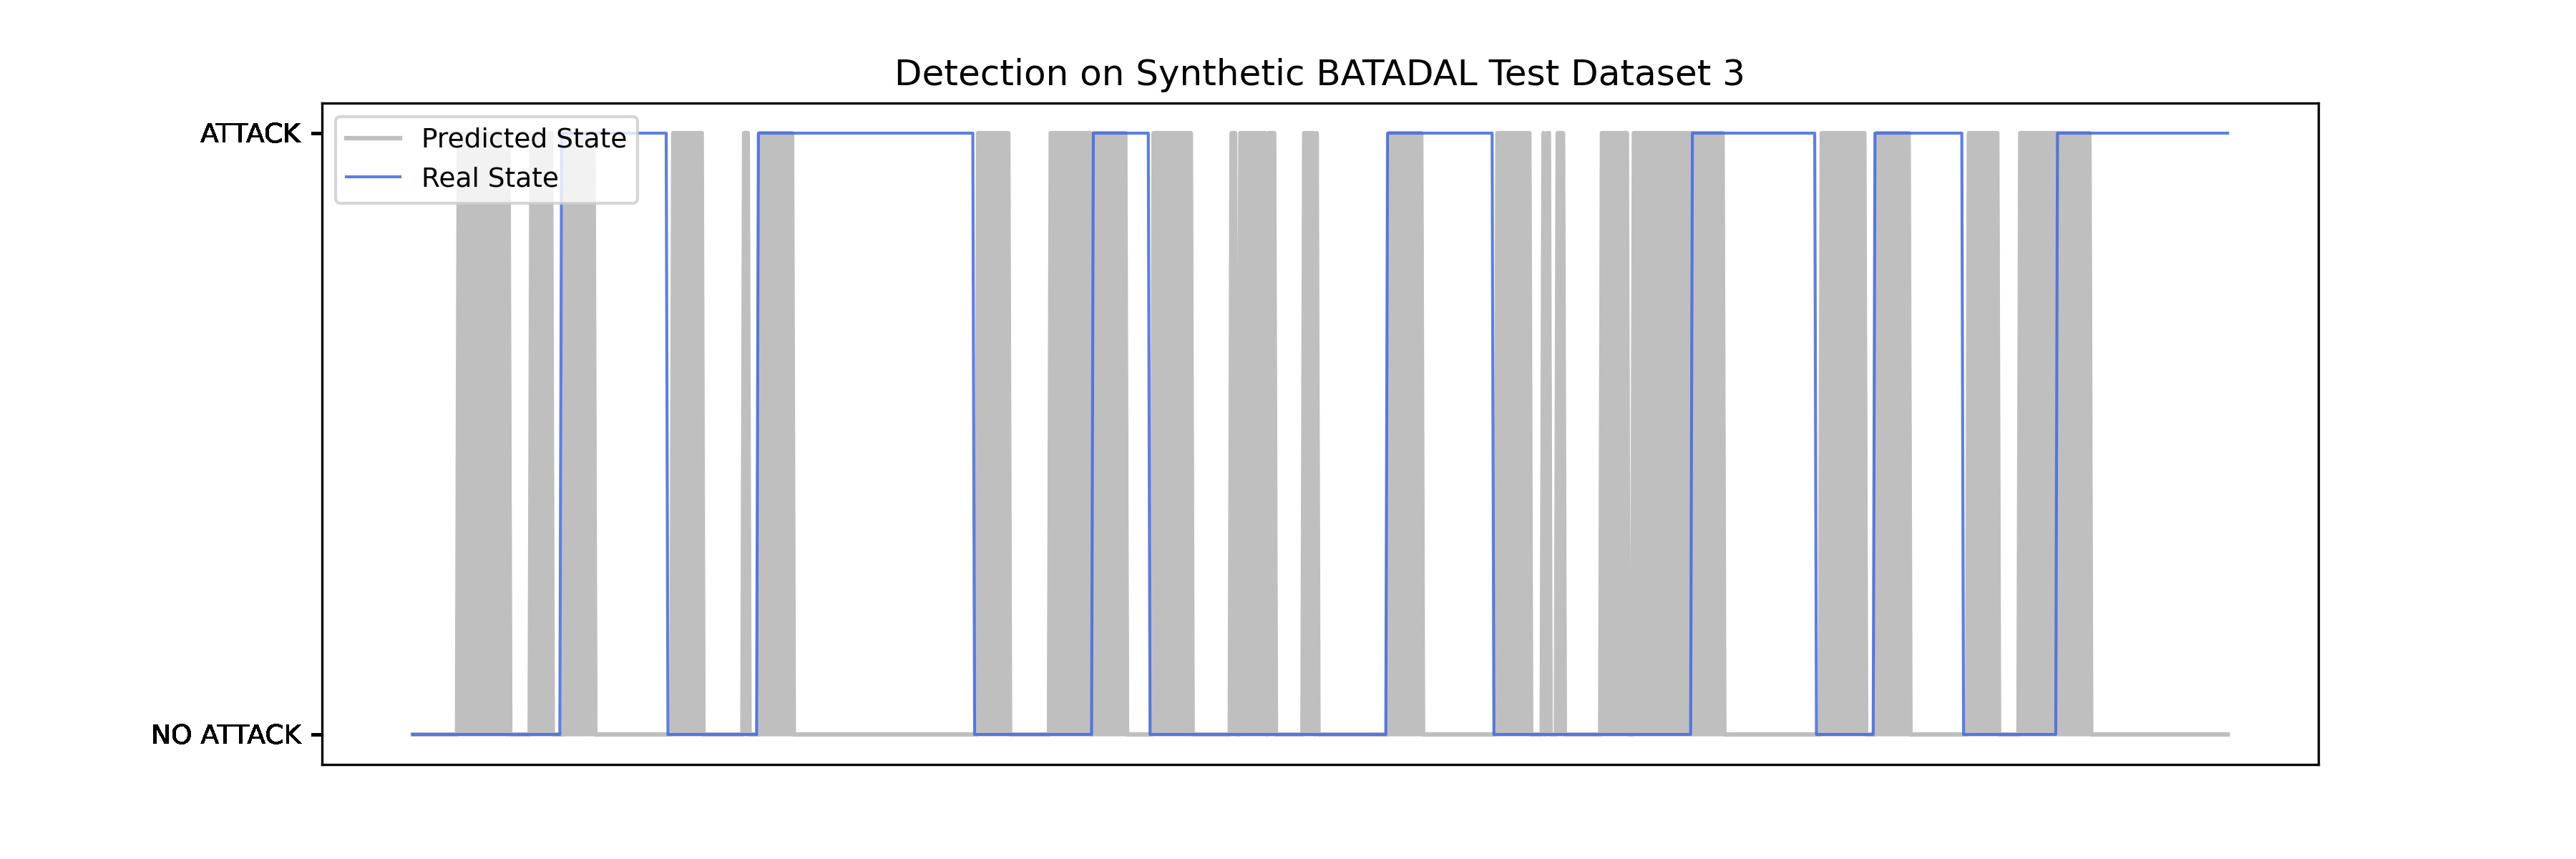 Detection on Synthetic BATADAL Test Dataset 3
ATTACK
Predicted State
Real State
NO ATTACK